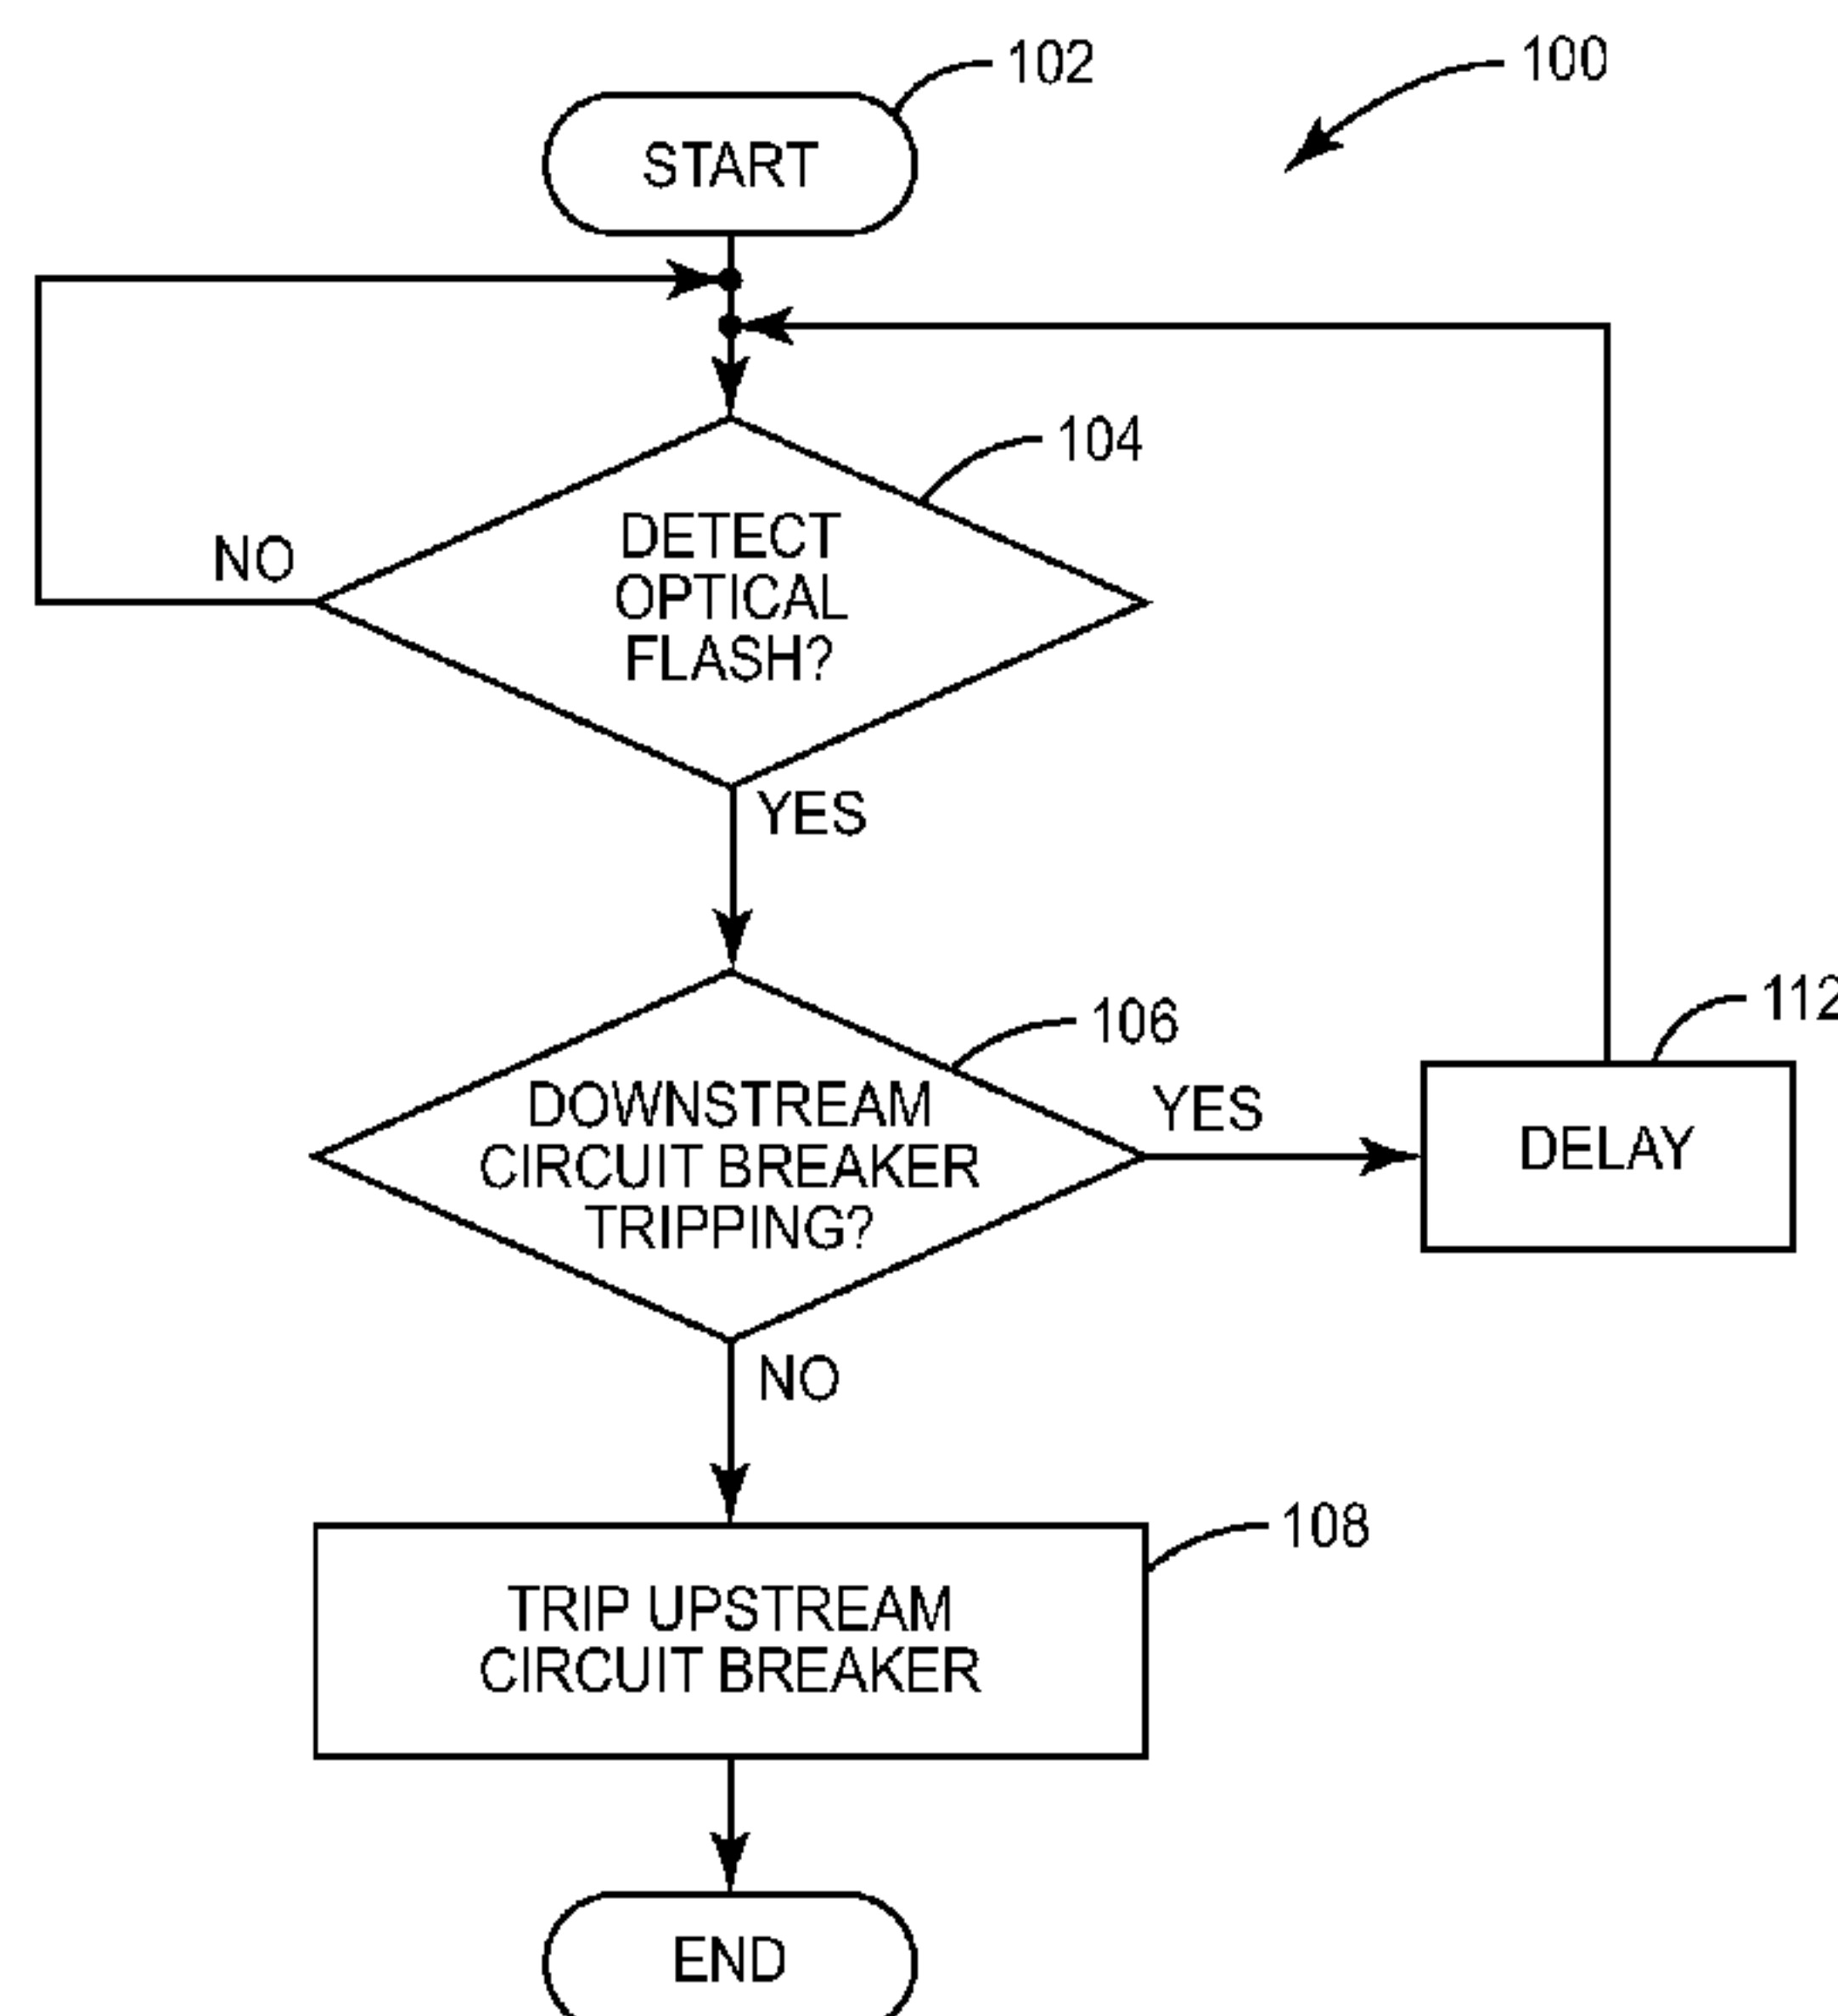 102
100
START
104
DETECT
OPTICAL
FLASH?
NO
YES
106
112
DOWNSTREAM
CIRCUIT BREAKER
TRIPPING?
YES
DELAY
NO
108
TRIP UPSTREAM
CIRCUIT BREAKER
END